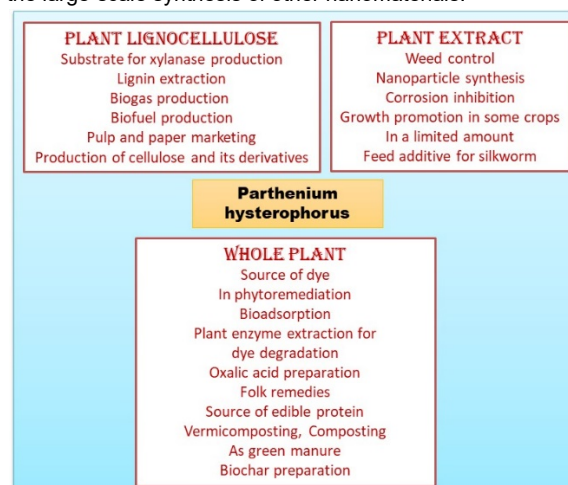 the large scale synthesis of other nanomaterials.
PLANT LIGNOCELLULOSE
Substrate for xylanase production
Lignin extraction
Biogas production
Biofuel production
Pulp and paper marketing
Production of cellulose and its derivatives
PLANT EXTRACT
Weed control
Nanoparticle synthesis
Corrosion inhibition
Growth promotion in some crops
In a limited amount
Feed additive for silkworm
Parthenium
hysterophorus
WHOLE PLANT
Source of dye
In phytoremediation
Bioadsorption
Plant enzyme extraction for
dye degradation
Oxalic acid preparation
Folk remedies
Source of edible protein
Vermicomposting, Composting
As green manure
Biochar preparation